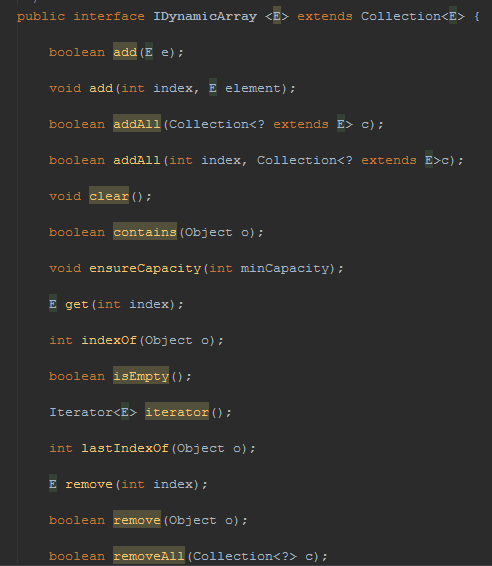 public interface IDynamicArray <E> extends Collection<E> {
boolean add(E e);
void add(int index, E element);
boolean addAll(Collection<? extends E> c);
boolean addAll(int index, Collection<? extends E>c);
void clear();
boolean contains(Object o);
void ensureCapacity(int minCapacity);
E get(int index);
int indexOf(Object o);
boolean isEmpty();
Iterator<E> iterator();
int lastIndexOf(Object o);
E remove(int index);
boolean remove(Object o);
boolean removeAll(Collection<?> c);